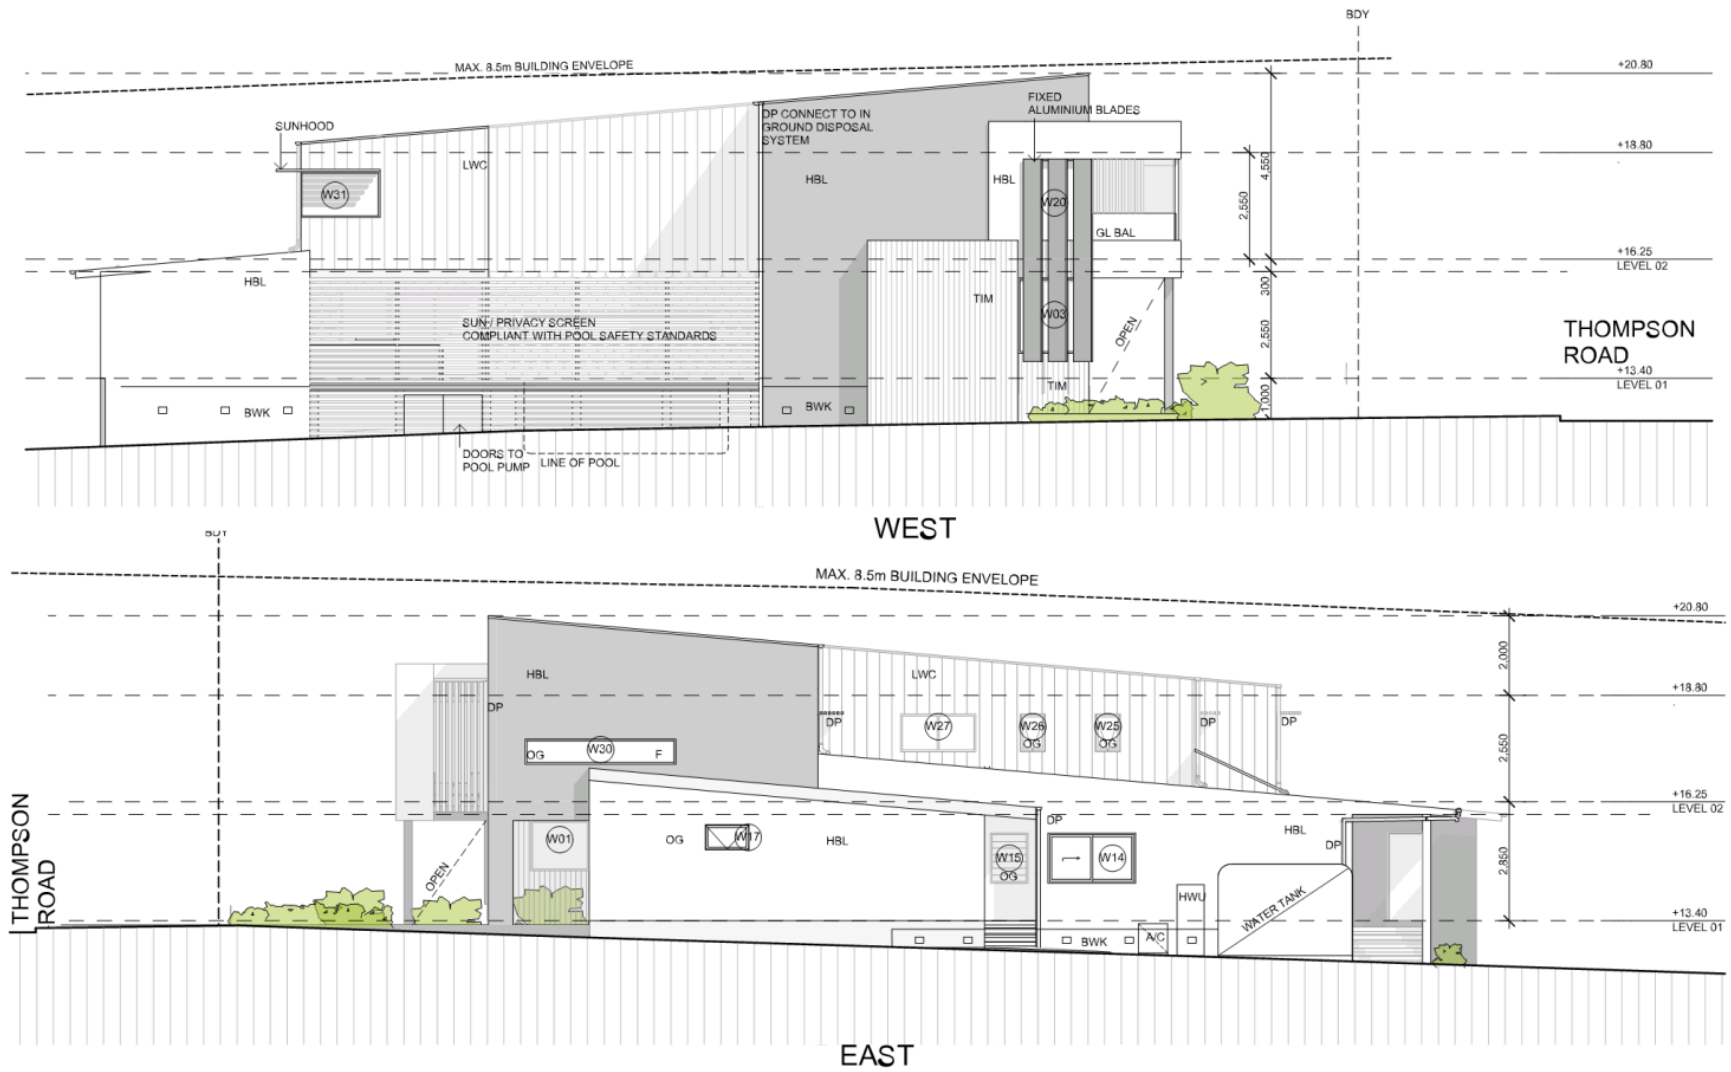 BDY
MAX. 8.5m BUILDING ENVELOPE
+20.80
FIXED
ALUMINIUM BLADES
DP CONNECT TO IN
GROUND DISPOSAL
SYSTEM
SUNHOOD
+18.80
LWC
4,550
HBL
HBL
W31
W20
2,550
GL BAL
+16.25
LEVEL 02
HBL
300
TIM
W03
SUN / PRIVACY SCREEN
COMPLIANT WITH POOL SAFETY STANDARDS
OPEN
2,550
THOMPSON
ROAD
+13.40
LEVEL 01
TIM
1,000
BWK
BWK
DOORS TO
POOL PUMP
LINE OF POOL
WEST
BDY
MAX. 8.5m BUILDING ENVELOPE
+20.80
2,000
HBL
LWC
+18.80
DP
DP
DP
DP
W27
W26
OG
W25
OG
OG
W30
F
2,550
+16.25
LEVEL 02
THOMPSON
ROAD
W01
OG
W17
HBL
DP
HBL
DP
W15
OG
W14
2,850
OPEN
HWU
WATER TANK
+13.40
LEVEL 01
BWK
A/C
EAST